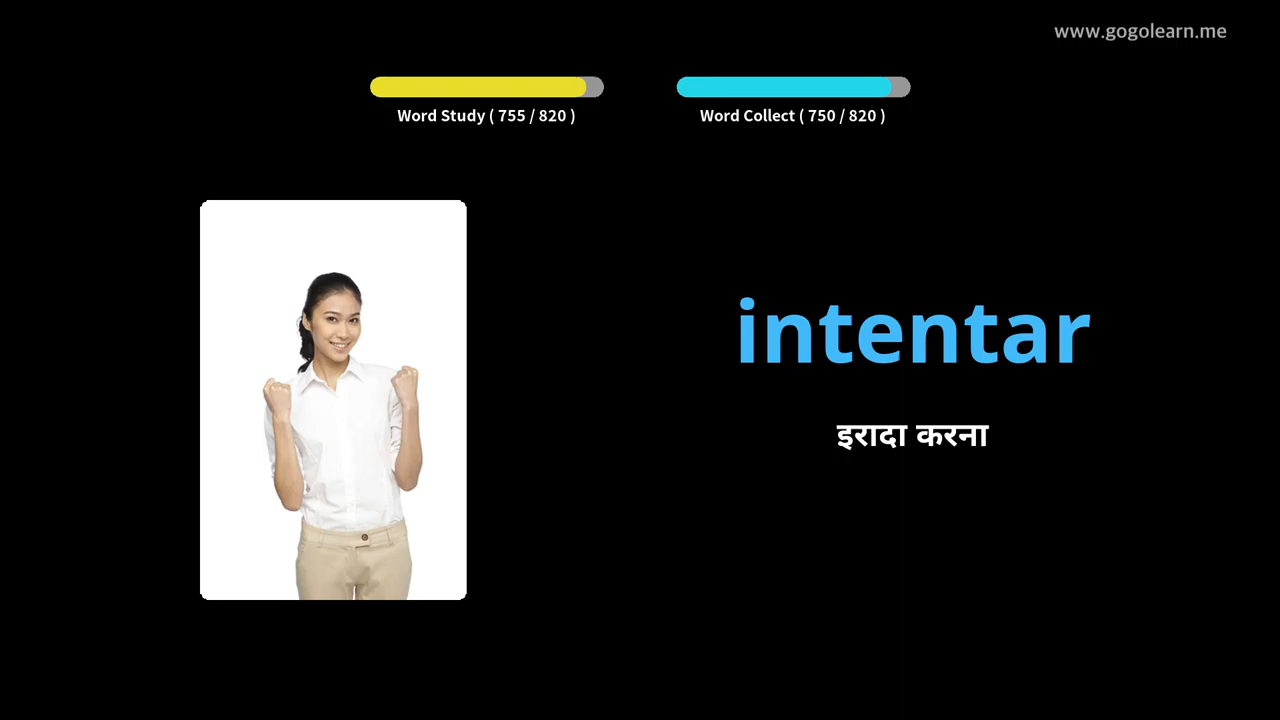 www.gogolearn.me
Word Study ( 755 / 820 )
Word Collect ( 750 / 820 )
intentar
इरादा करना